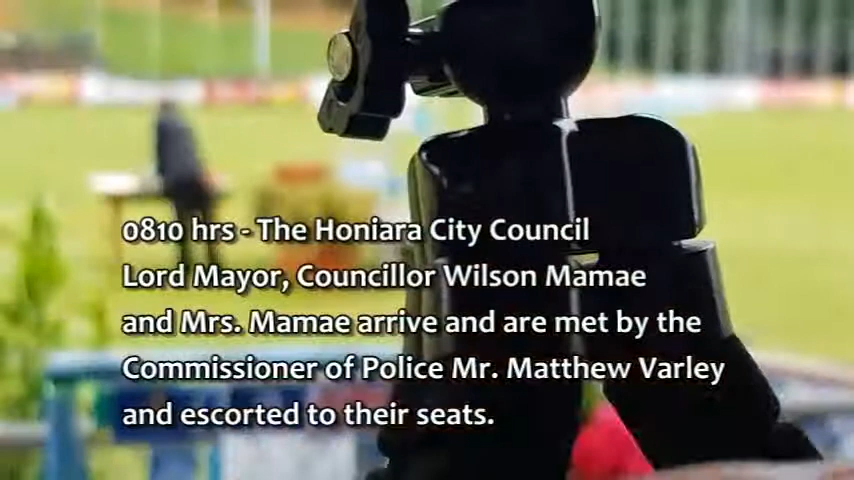 0810 hrs - The Honiara City Council
Lord Mayor, Councillor Wilson Mamae
and Mrs. Mamae arrive and are met by the
Commissioner of Police Mr. Matthew Varley
and escorted to their seats.